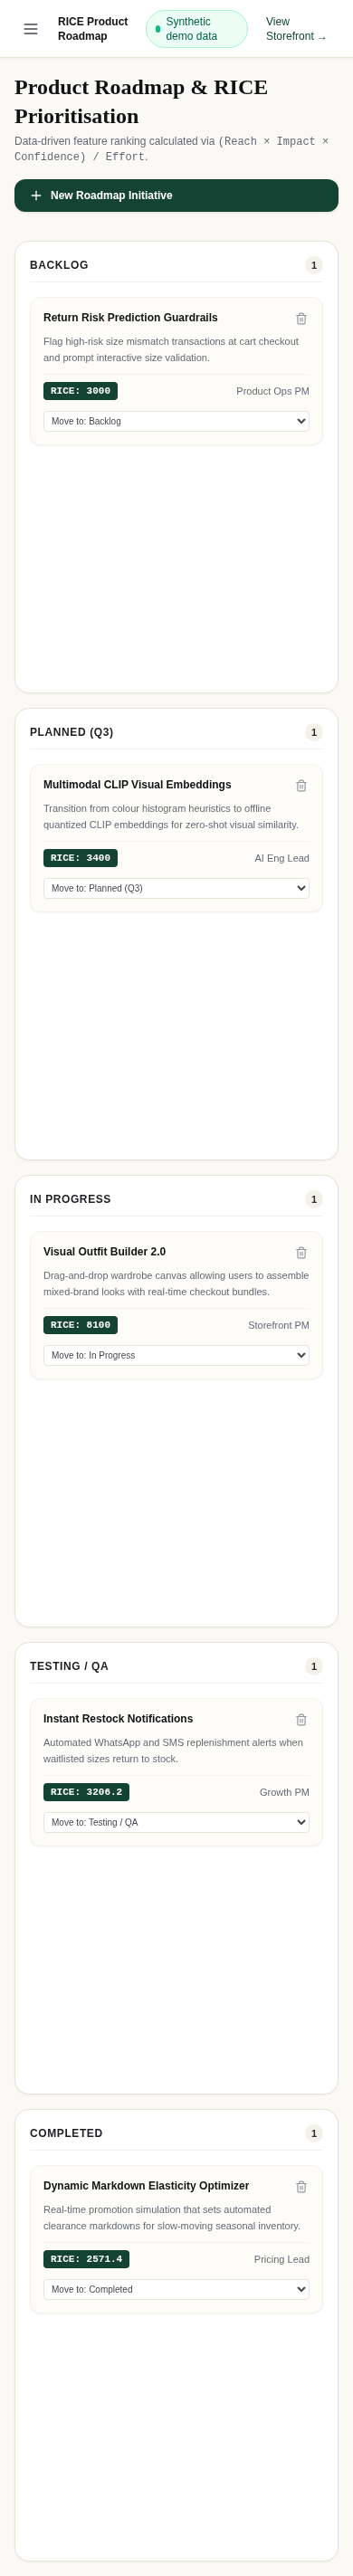 RICE Product
Roadmap
Synthetic
demo data
View
Storefront →
Product Roadmap & RICE
Prioritisation
Data-driven feature ranking calculated via (Reach × Impact ×
Confidence) / Effort.
New Roadmap Initiative
BACKLOG 1
Return Risk Prediction Guardrails
Flag high-risk size mismatch transactions at cart checkout
and prompt interactive size validation.
RICE: 3000 Product Ops PM
Move to: Backlog
PLANNED (Q3) 1
Multimodal CLIP Visual Embeddings
Transition from colour histogram heuristics to offline
quantized CLIP embeddings for zero-shot visual similarity.
RICE: 3400 AI Eng Lead
Move to: Planned (Q3)
IN PROGRESS 1
Visual Outfit Builder 2.0
Drag-and-drop wardrobe canvas allowing users to assemble
mixed-brand looks with real-time checkout bundles.
RICE: 8100 Storefront PM
Move to: In Progress
TESTING / QA 1
Instant Restock Notifications
Automated WhatsApp and SMS replenishment alerts when
waitlisted sizes return to stock.
RICE: 3206.2 Growth PM
Move to: Testing / QA
COMPLETED 1
Dynamic Markdown Elasticity Optimizer
Real-time promotion simulation that sets automated
clearance markdowns for slow-moving seasonal inventory.
RICE: 2571.4 Pricing Lead
Move to: Completed